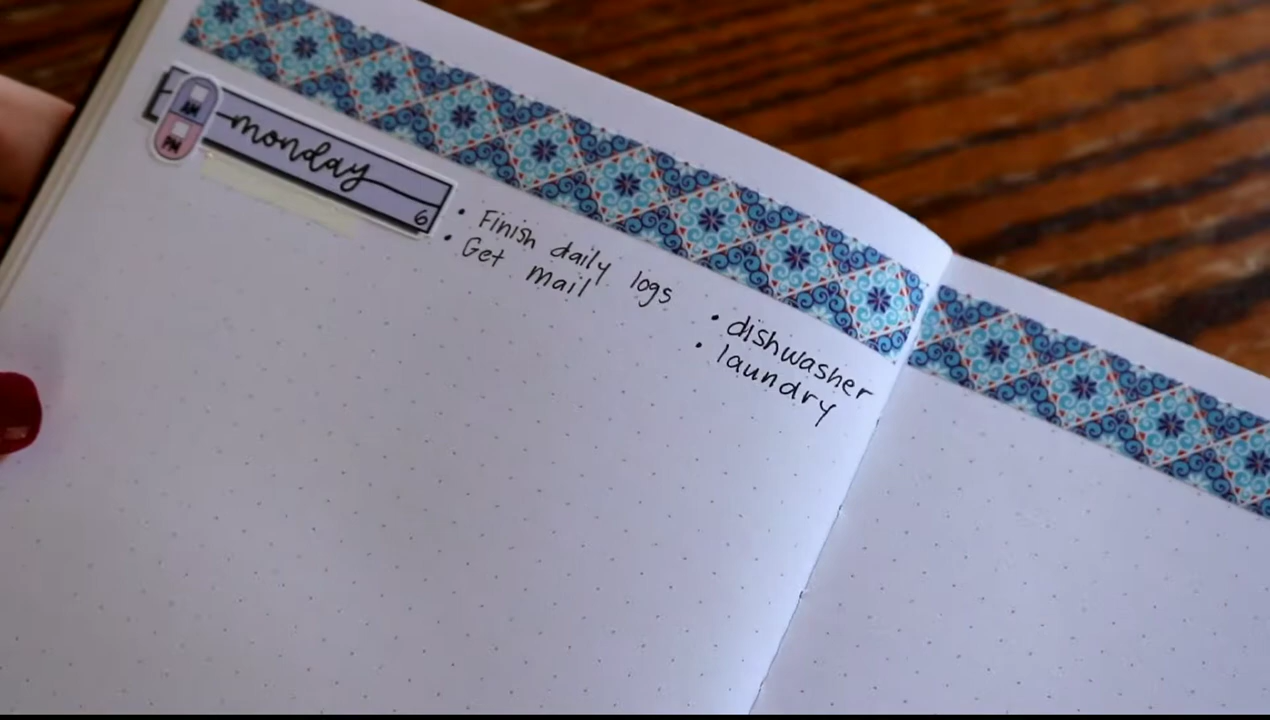 AM
PM
monday
6
• Finish daily logs
• Get mail
• dishwasher
• laundry